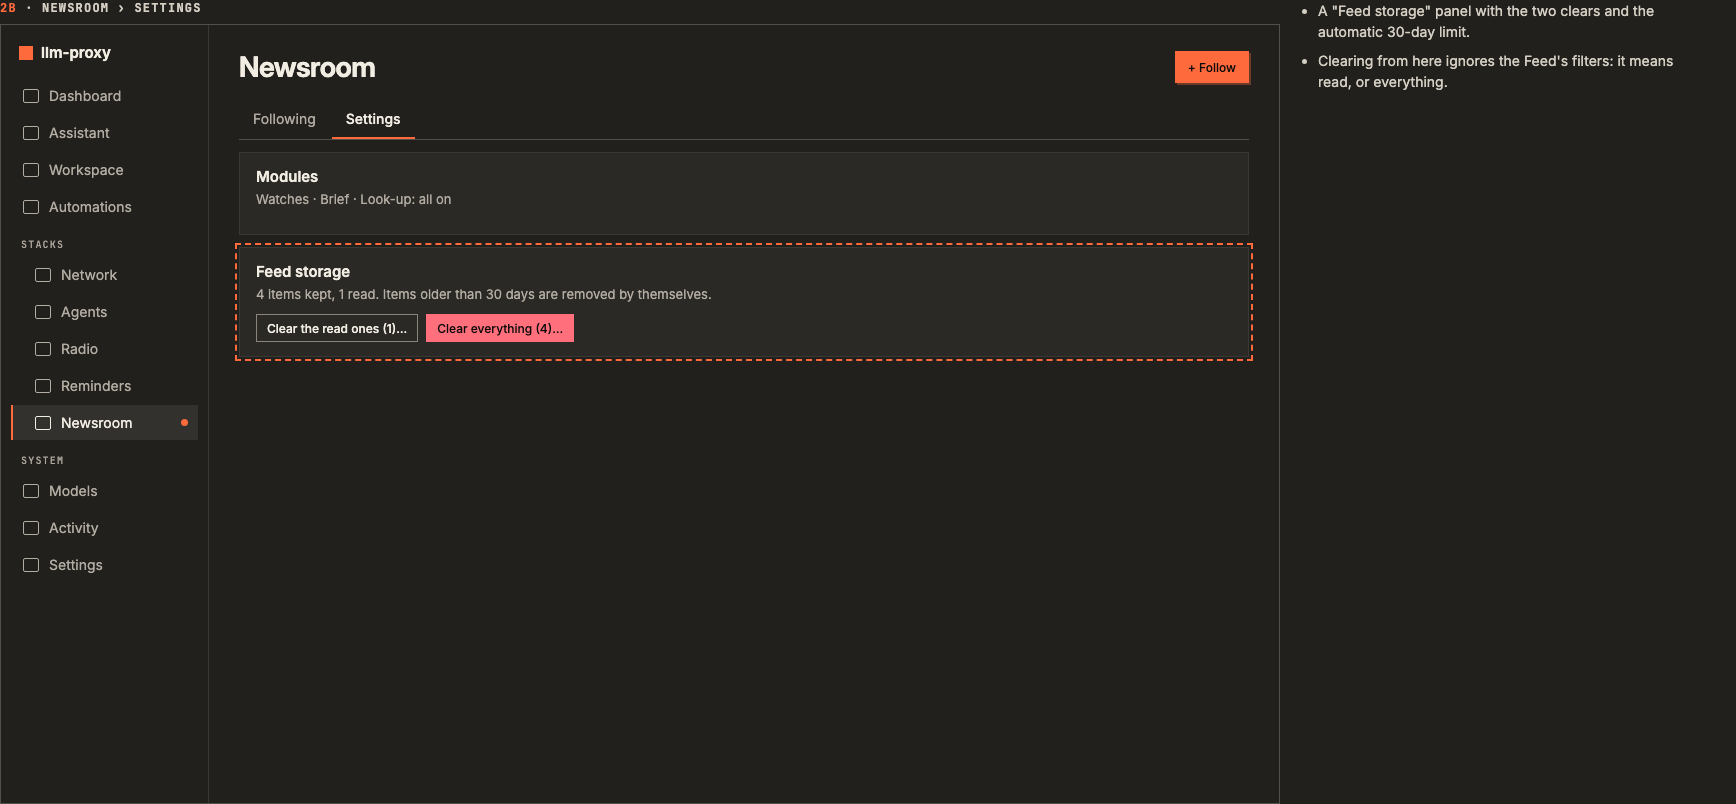 2B · NEWSROOM › SETTINGS
llm-proxy
Dashboard
Assistant
Workspace
Automations
STACKS
Network
Agents
Radio
Reminders
Newsroom
SYSTEM
Models
Activity
Settings
Newsroom
+ Follow
Following
Settings
Modules
Watches · Brief · Look-up: all on
Feed storage
4 items kept, 1 read. Items older than 30 days are removed by themselves.
Clear the read ones (1)...
Clear everything (4)...
A "Feed storage" panel with the two clears and the
automatic 30-day limit.
Clearing from here ignores the Feed's filters: it means
read, or everything.